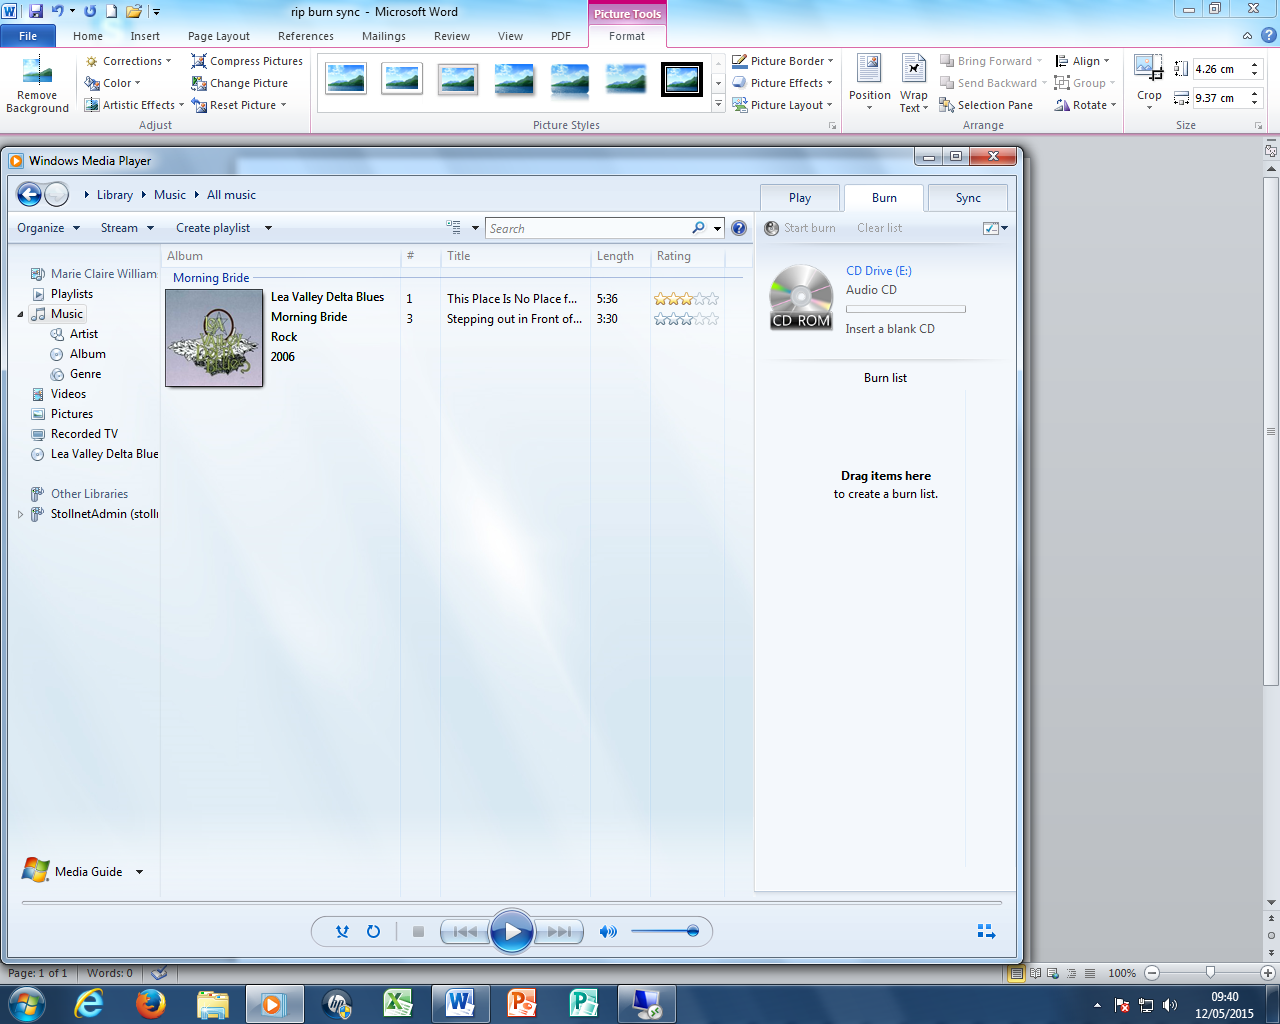 rip burn sync - Microsoft Word
Picture Tools
File Home Insert Page Layout References Mailings Review View PDF Format
Remove Background
Corrections
Color
Artistic Effects
Compress Pictures
Change Picture
Reset Picture
Adjust
Picture Styles
Picture Border
Picture Effects
Picture Layout
Position
Wrap Text
Bring Forward
Send Backward
Selection Pane
Align
Group
Rotate
Arrange
Crop
4.26 cm
9.37 cm
Size
Windows Media Player
Library Music All music
Play Burn Sync
Organize Stream Create playlist
Search
Start burn Clear list
Album # Title Length Rating
Marie Claire William
Playlists
Music
Artist
Album
Genre
Videos
Pictures
Recorded TV
Lea Valley Delta Blue
Other Libraries
StollnetAdmin (stolln
Morning Bride
Lea Valley Delta Blues
Morning Bride
Rock
2006
1 This Place Is No Place f... 5:36
3 Stepping out in Front of... 3:30
CD ROM
CD Drive (E:)
Audio CD
Insert a blank CD
Burn list
Drag items here
to create a burn list.
Media Guide
Page: 1 of 1 Words: 0
100%
09:40
12/05/2015